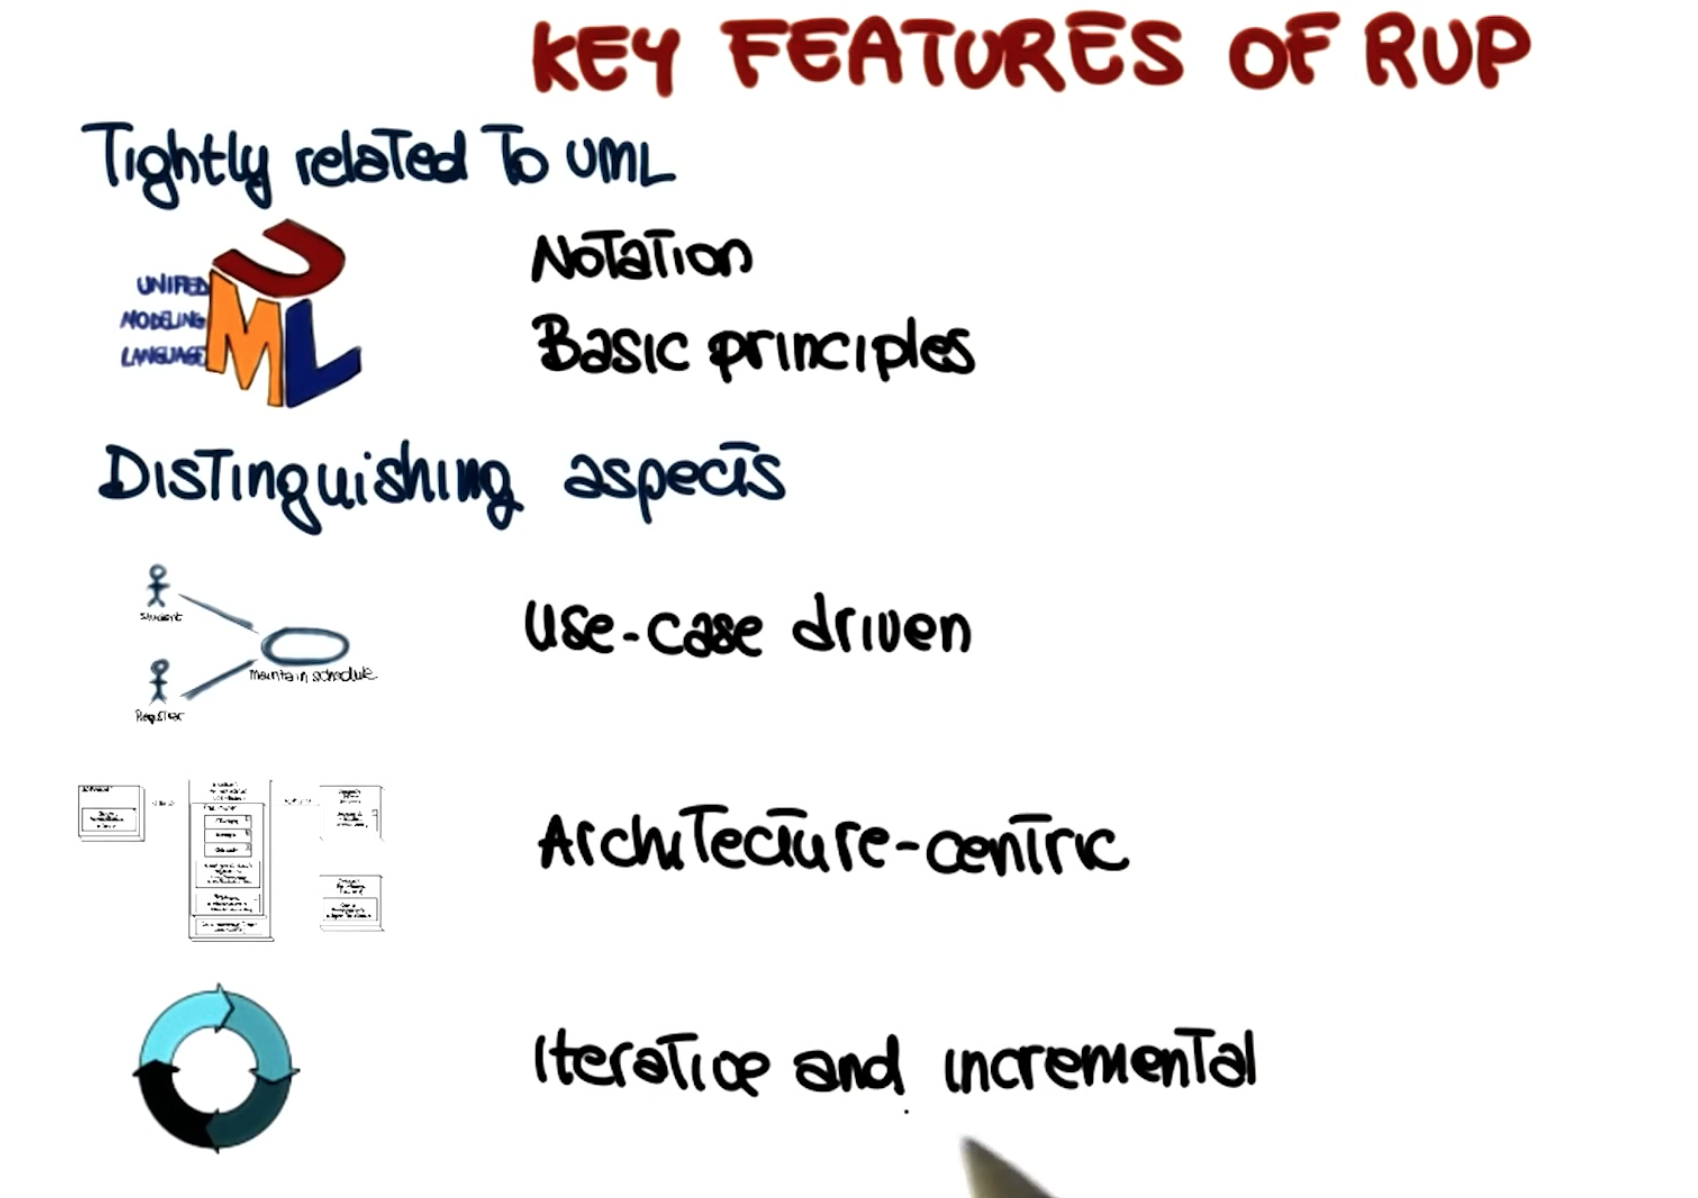 KEY FEATURES OF RUP
Tightly related To UML
UML
UNIFIED
MODELING
LANGUAGE
Notation
Basic principles
Distinguishing aspects
Student
Maintain schedule
Registrar
Use-case driven
Architecture-centric
Iterative and incremental